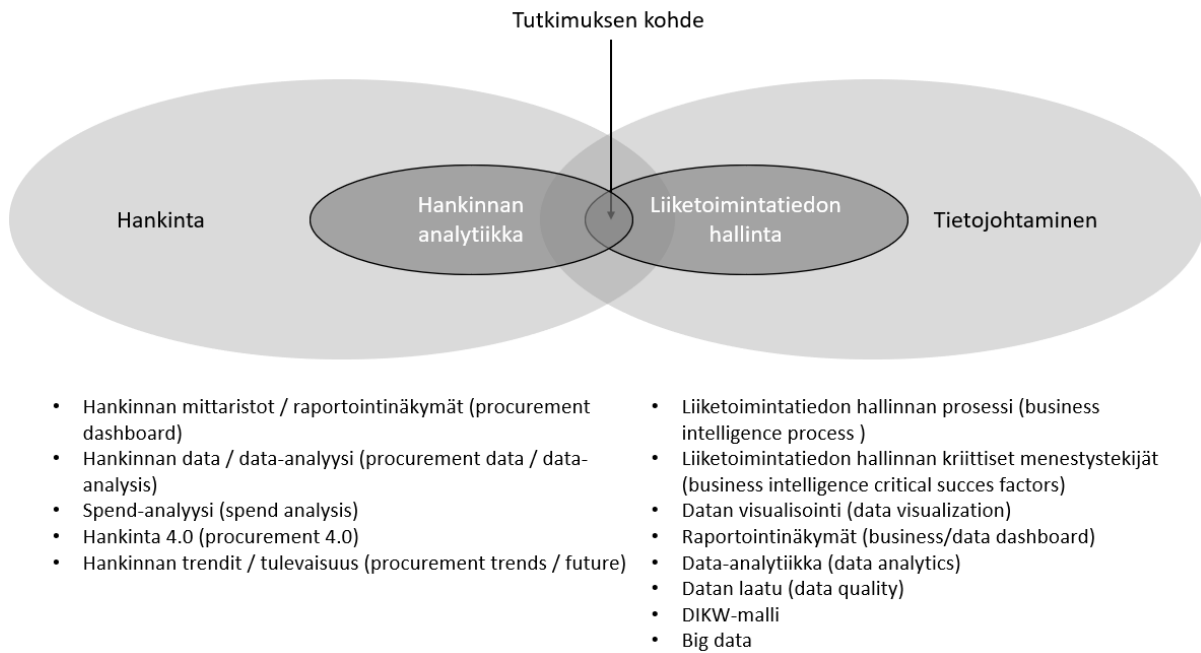 Tutkimuksen kohde
Hankinta
Hankinnan
analytiikka
Liiketoimintatiedon
hallinta
Tietojohtaminen
• Hankinnan mittaristot / raportointinäkymät (procurement
dashboard)
• Hankinnan data / data-analyysi (procurement data / data-
analysis)
• Spend-analyysi (spend analysis)
• Hankinta 4.0 (procurement 4.0)
• Hankinnan trendit / tulevaisuus (procurement trends / future)
• Liiketoimintatiedon hallinnan prosessi (business
intelligence process )
• Liiketoimintatiedon hallinnan kriittiset menestystekijät
(business intelligence critical succes factors)
• Datan visualisointi (data visualization)
• Raportointinäkymät (business/data dashboard)
• Data-analytiikka (data analytics)
• Datan laatu (data quality)
• DIKW-malli
• Big data